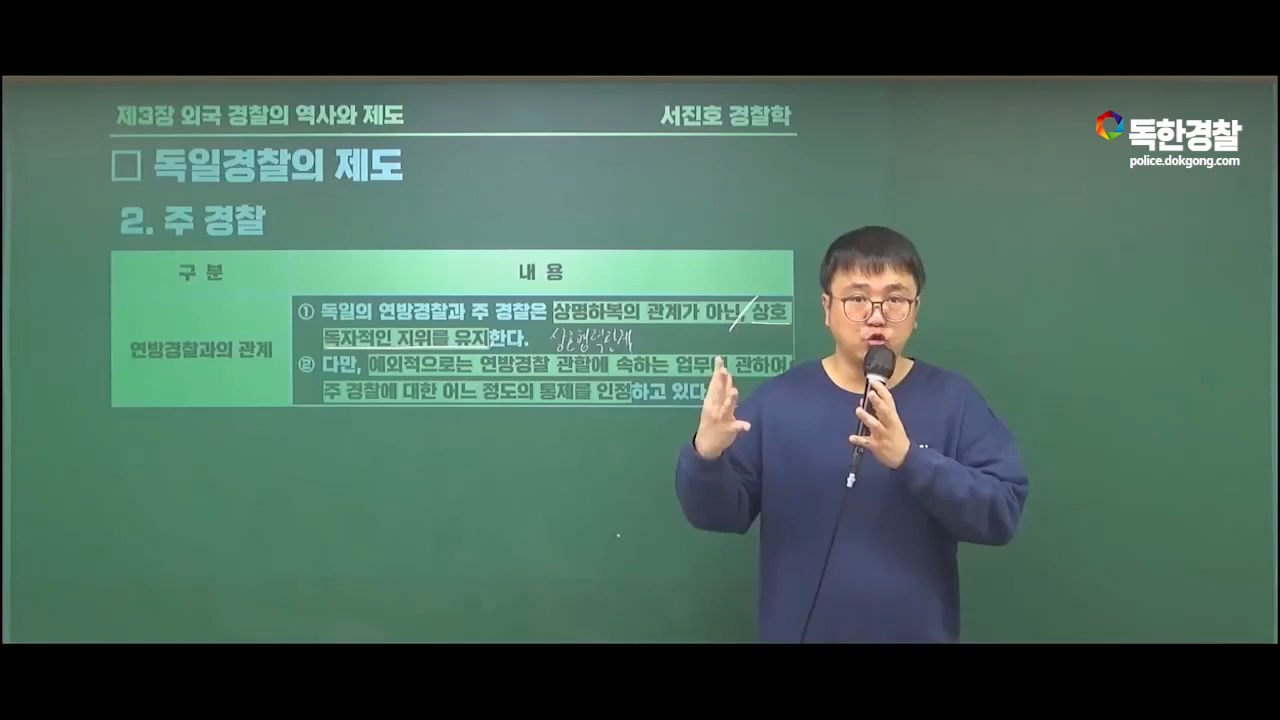 제3장 외국 경찰의 역사와 제도
서진호 경찰학
독한경찰
police.dokgong.com
□ 독일경찰의 제도
2. 주 경찰
구 분
내 용
연방경찰과의 관계
① 독일의 연방경찰과 주 경찰은 상명하복의 관계가 아닌, 상호
독자적인 지위를 유지한다. 상호협력관계
② 다만, 예외적으로는 연방경찰 관할에 속하는 업무에 관하여
주 경찰에 대한 어느 정도의 통제를 인정하고 있다